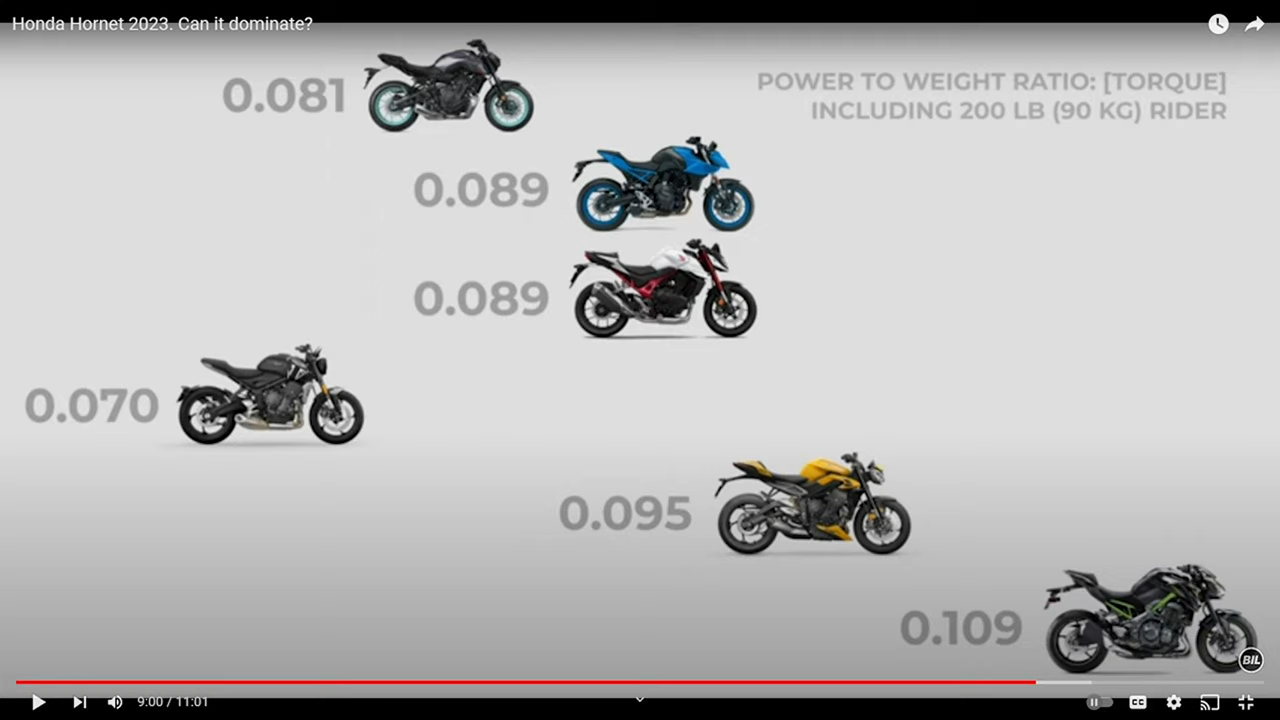 Honda Hornet 2023. Can it dominate?
POWER TO WEIGHT RATIO: [TORQUE]
INCLUDING 200 LB (90 KG) RIDER
0.081
0.089
0.089
0.070
0.095
0.109
BIL
9:00 / 11:01
CC